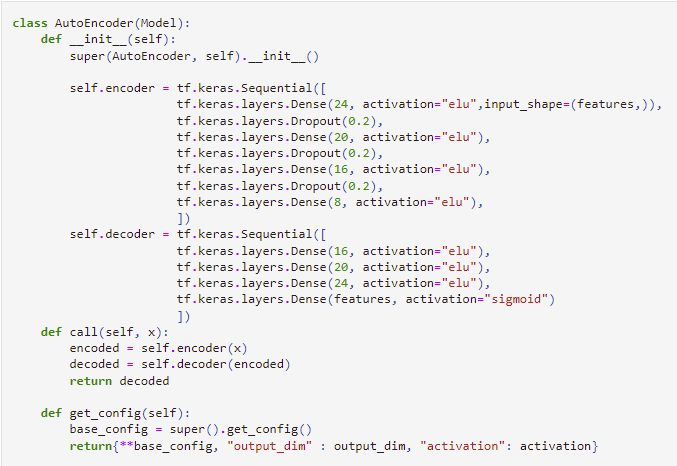 class AutoEncoder(Model):
    def __init__(self):
        super(AutoEncoder, self).__init__()
        self.encoder = tf.keras.Sequential([
                       tf.keras.layers.Dense(24, activation="elu",input_shape=(features,)),
                       tf.keras.layers.Dropout(0.2),
                       tf.keras.layers.Dense(20, activation="elu"),
                       tf.keras.layers.Dropout(0.2),
                       tf.keras.layers.Dense(16, activation="elu"),
                       tf.keras.layers.Dropout(0.2),
                       tf.keras.layers.Dense(8, activation="elu"),
                       ])
        self.decoder = tf.keras.Sequential([
                       tf.keras.layers.Dense(16, activation="elu"),
                       tf.keras.layers.Dense(20, activation="elu"),
                       tf.keras.layers.Dense(24, activation="elu"),
                       tf.keras.layers.Dense(features, activation="sigmoid")
                       ])
    def call(self, x):
        encoded = self.encoder(x)
        decoded = self.decoder(encoded)
        return decoded
    def get_config(self):
        base_config = super().get_config()
        return{**base_config, "output_dim" : output_dim, "activation": activation}